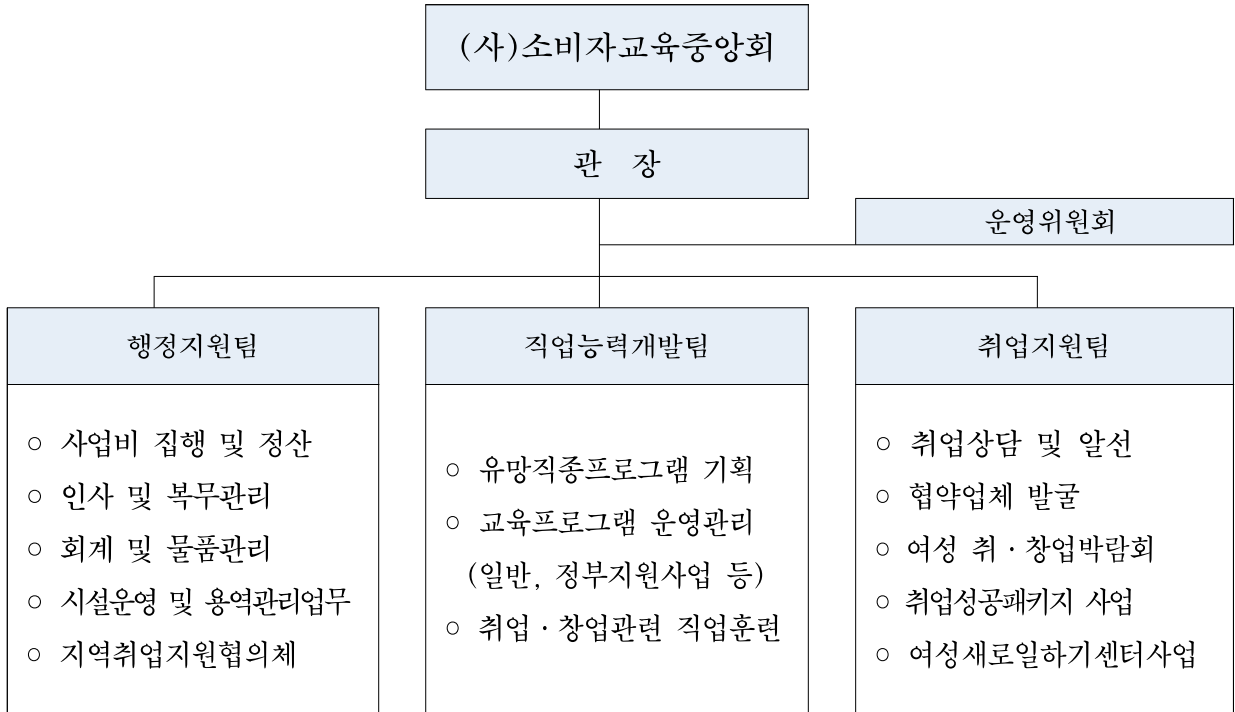 (사)소비자교육중앙회
관 장
운영위원회
행정지원팀
○ 사업비 집행 및 정산
○ 인사 및 복무관리
○ 회계 및 물품관리
○ 시설운영 및 용역관리업무
○ 지역취업지원협의체
직업능력개발팀
○ 유망직종프로그램 기획
○ 교육프로그램 운영관리
(일반, 정부지원사업 등)
○ 취업·창업관련 직업훈련
취업지원팀
○ 취업상담 및 알선
○ 협약업체 발굴
○ 여성 취·창업박람회
○ 취업성공패키지 사업
○ 여성새로일하기센터사업